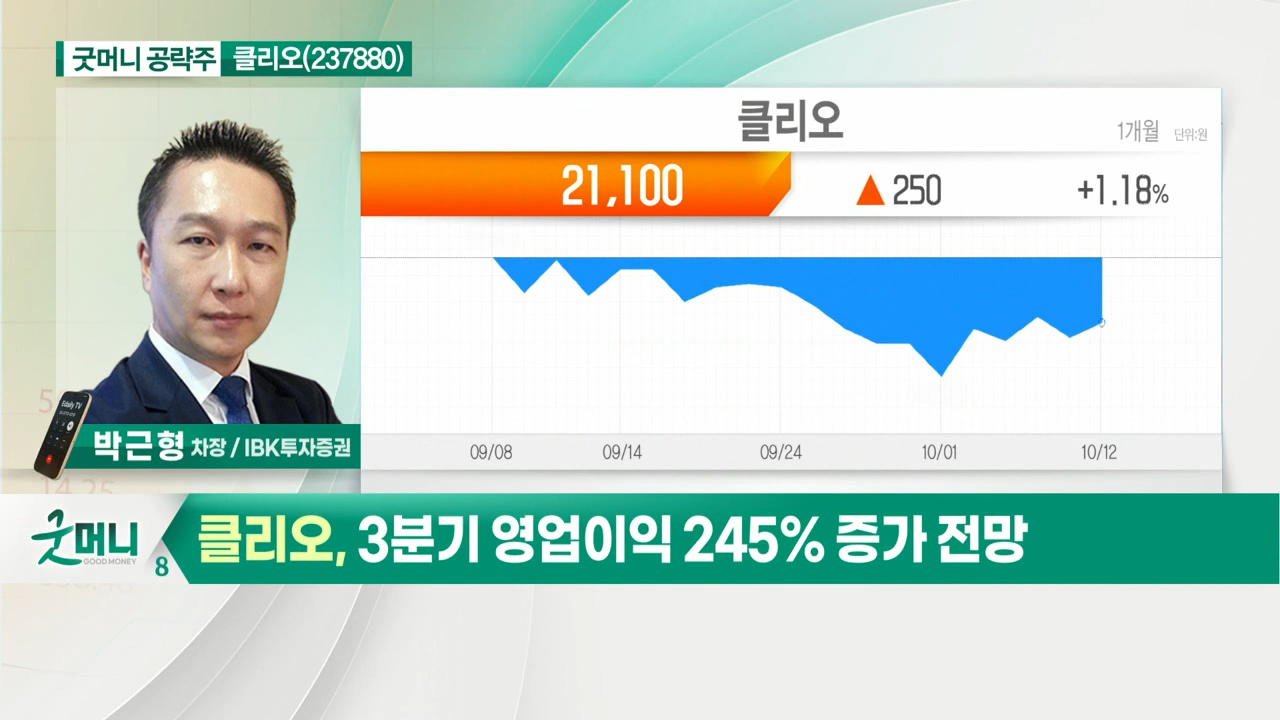 굿머니 공략주 클리오(237880)
클리오
1개월 단위:원
21,100 ▲ 250 +1.18%
09/08 09/14 09/24 10/01 10/12
Edaily TV
박근형 차장 / IBK투자증권
굿머니
GOOD MONEY
8
클리오, 3분기 영업이익 245% 증가 전망